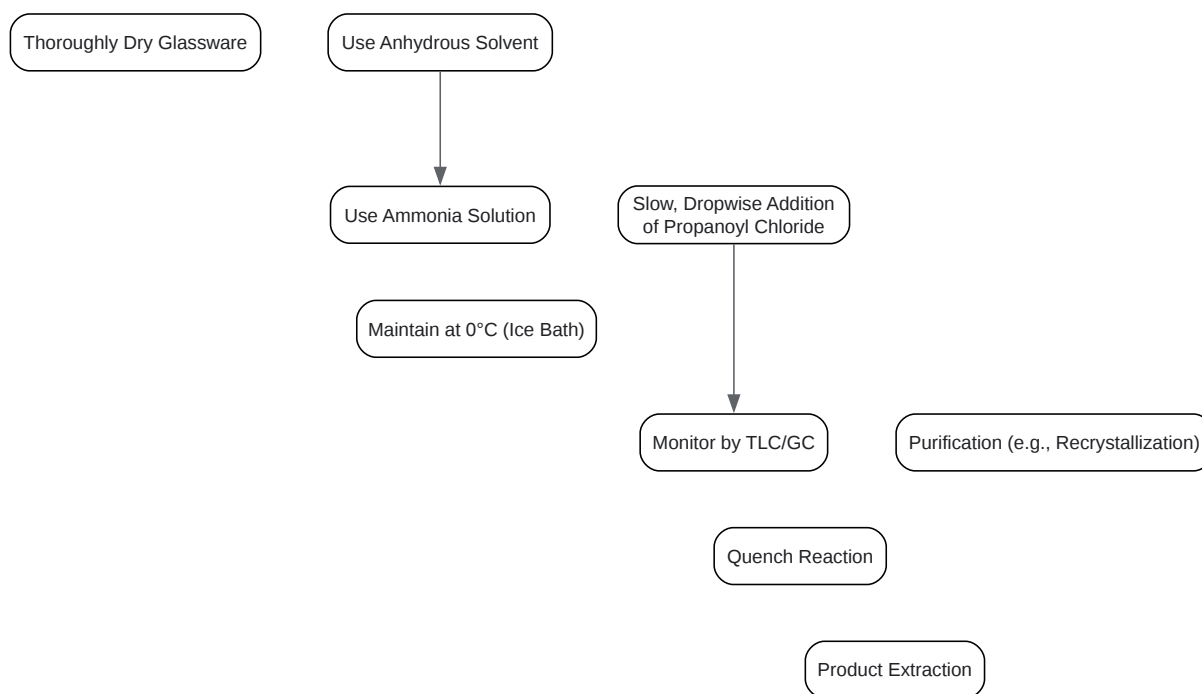 Thoroughly Dry Glassware
Use Anhydrous Solvent
Use Ammonia Solution
Slow, Dropwise Addition
of Propanoyl Chloride
Maintain at 0°C (Ice Bath)
Monitor by TLC/GC
Purification (e.g., Recrystallization)
Quench Reaction
Product Extraction